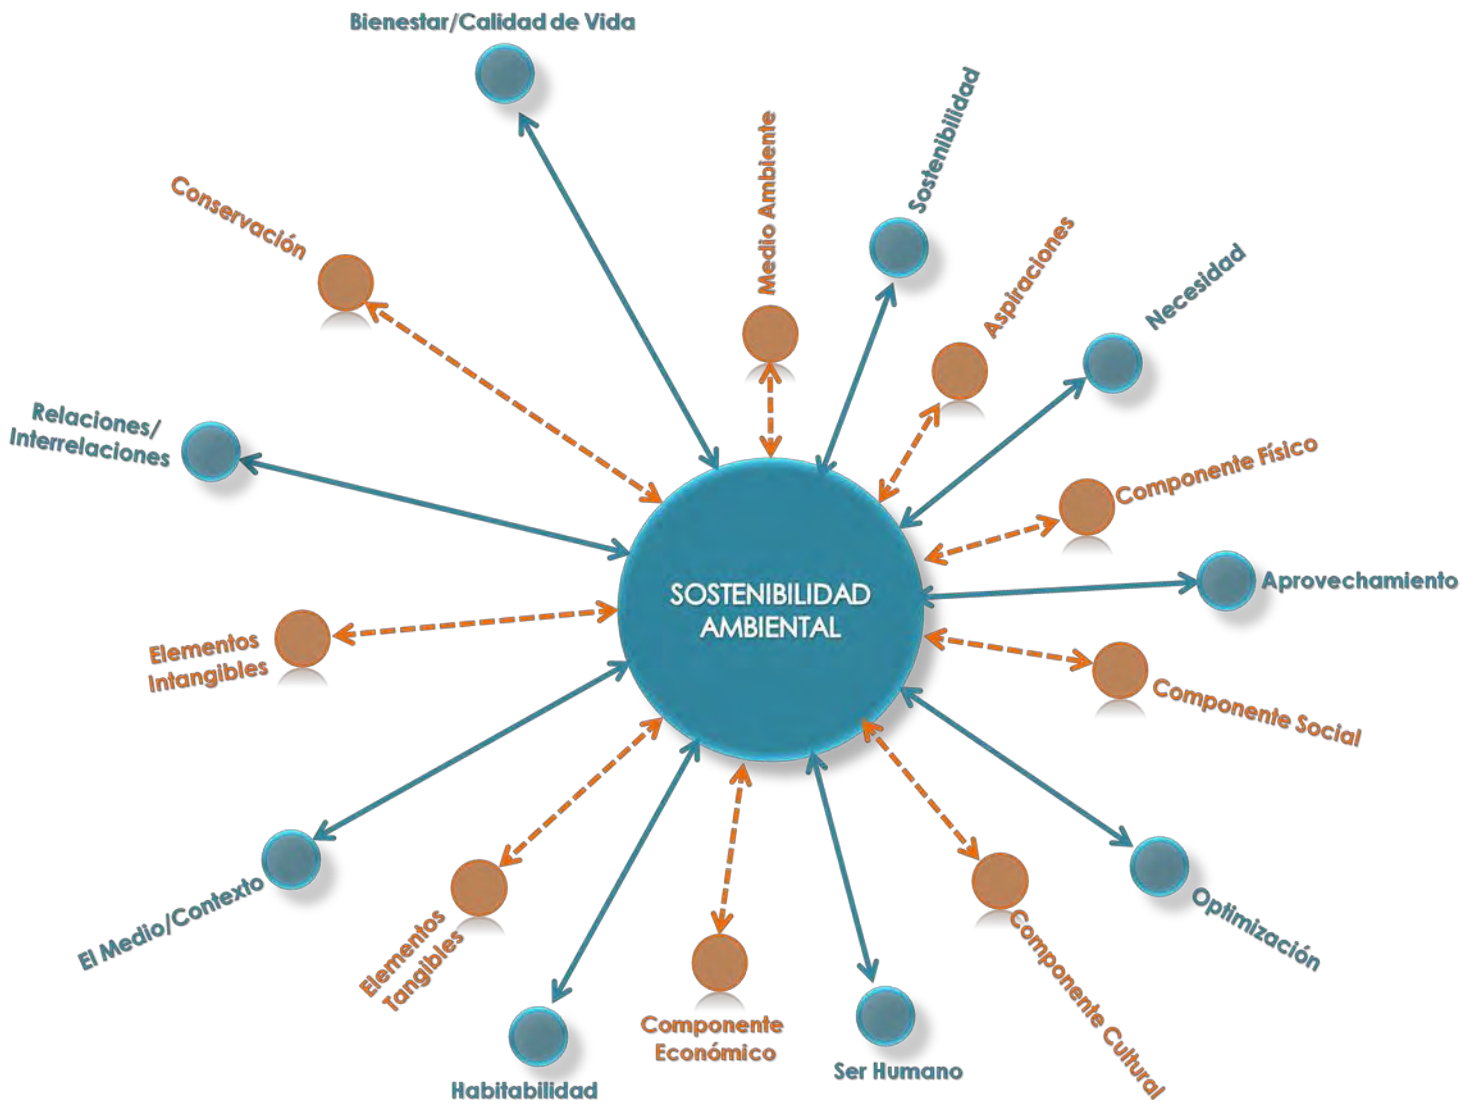 Bienestar/Calidad de Vida
Sostenibilidad
Medio Ambiente
Conservación
Aspiraciones
Necesidad
Relaciones/
Interrelaciones
Componente Físico
Aprovechamiento
SOSTENIBILIDAD
AMBIENTAL
Elementos
Intangibles
Componente Social
El Medio/Contexto
Optimización
Elementos
Tangibles
Componente
Económico
Componente Cultural
Ser Humano
Habitabilidad